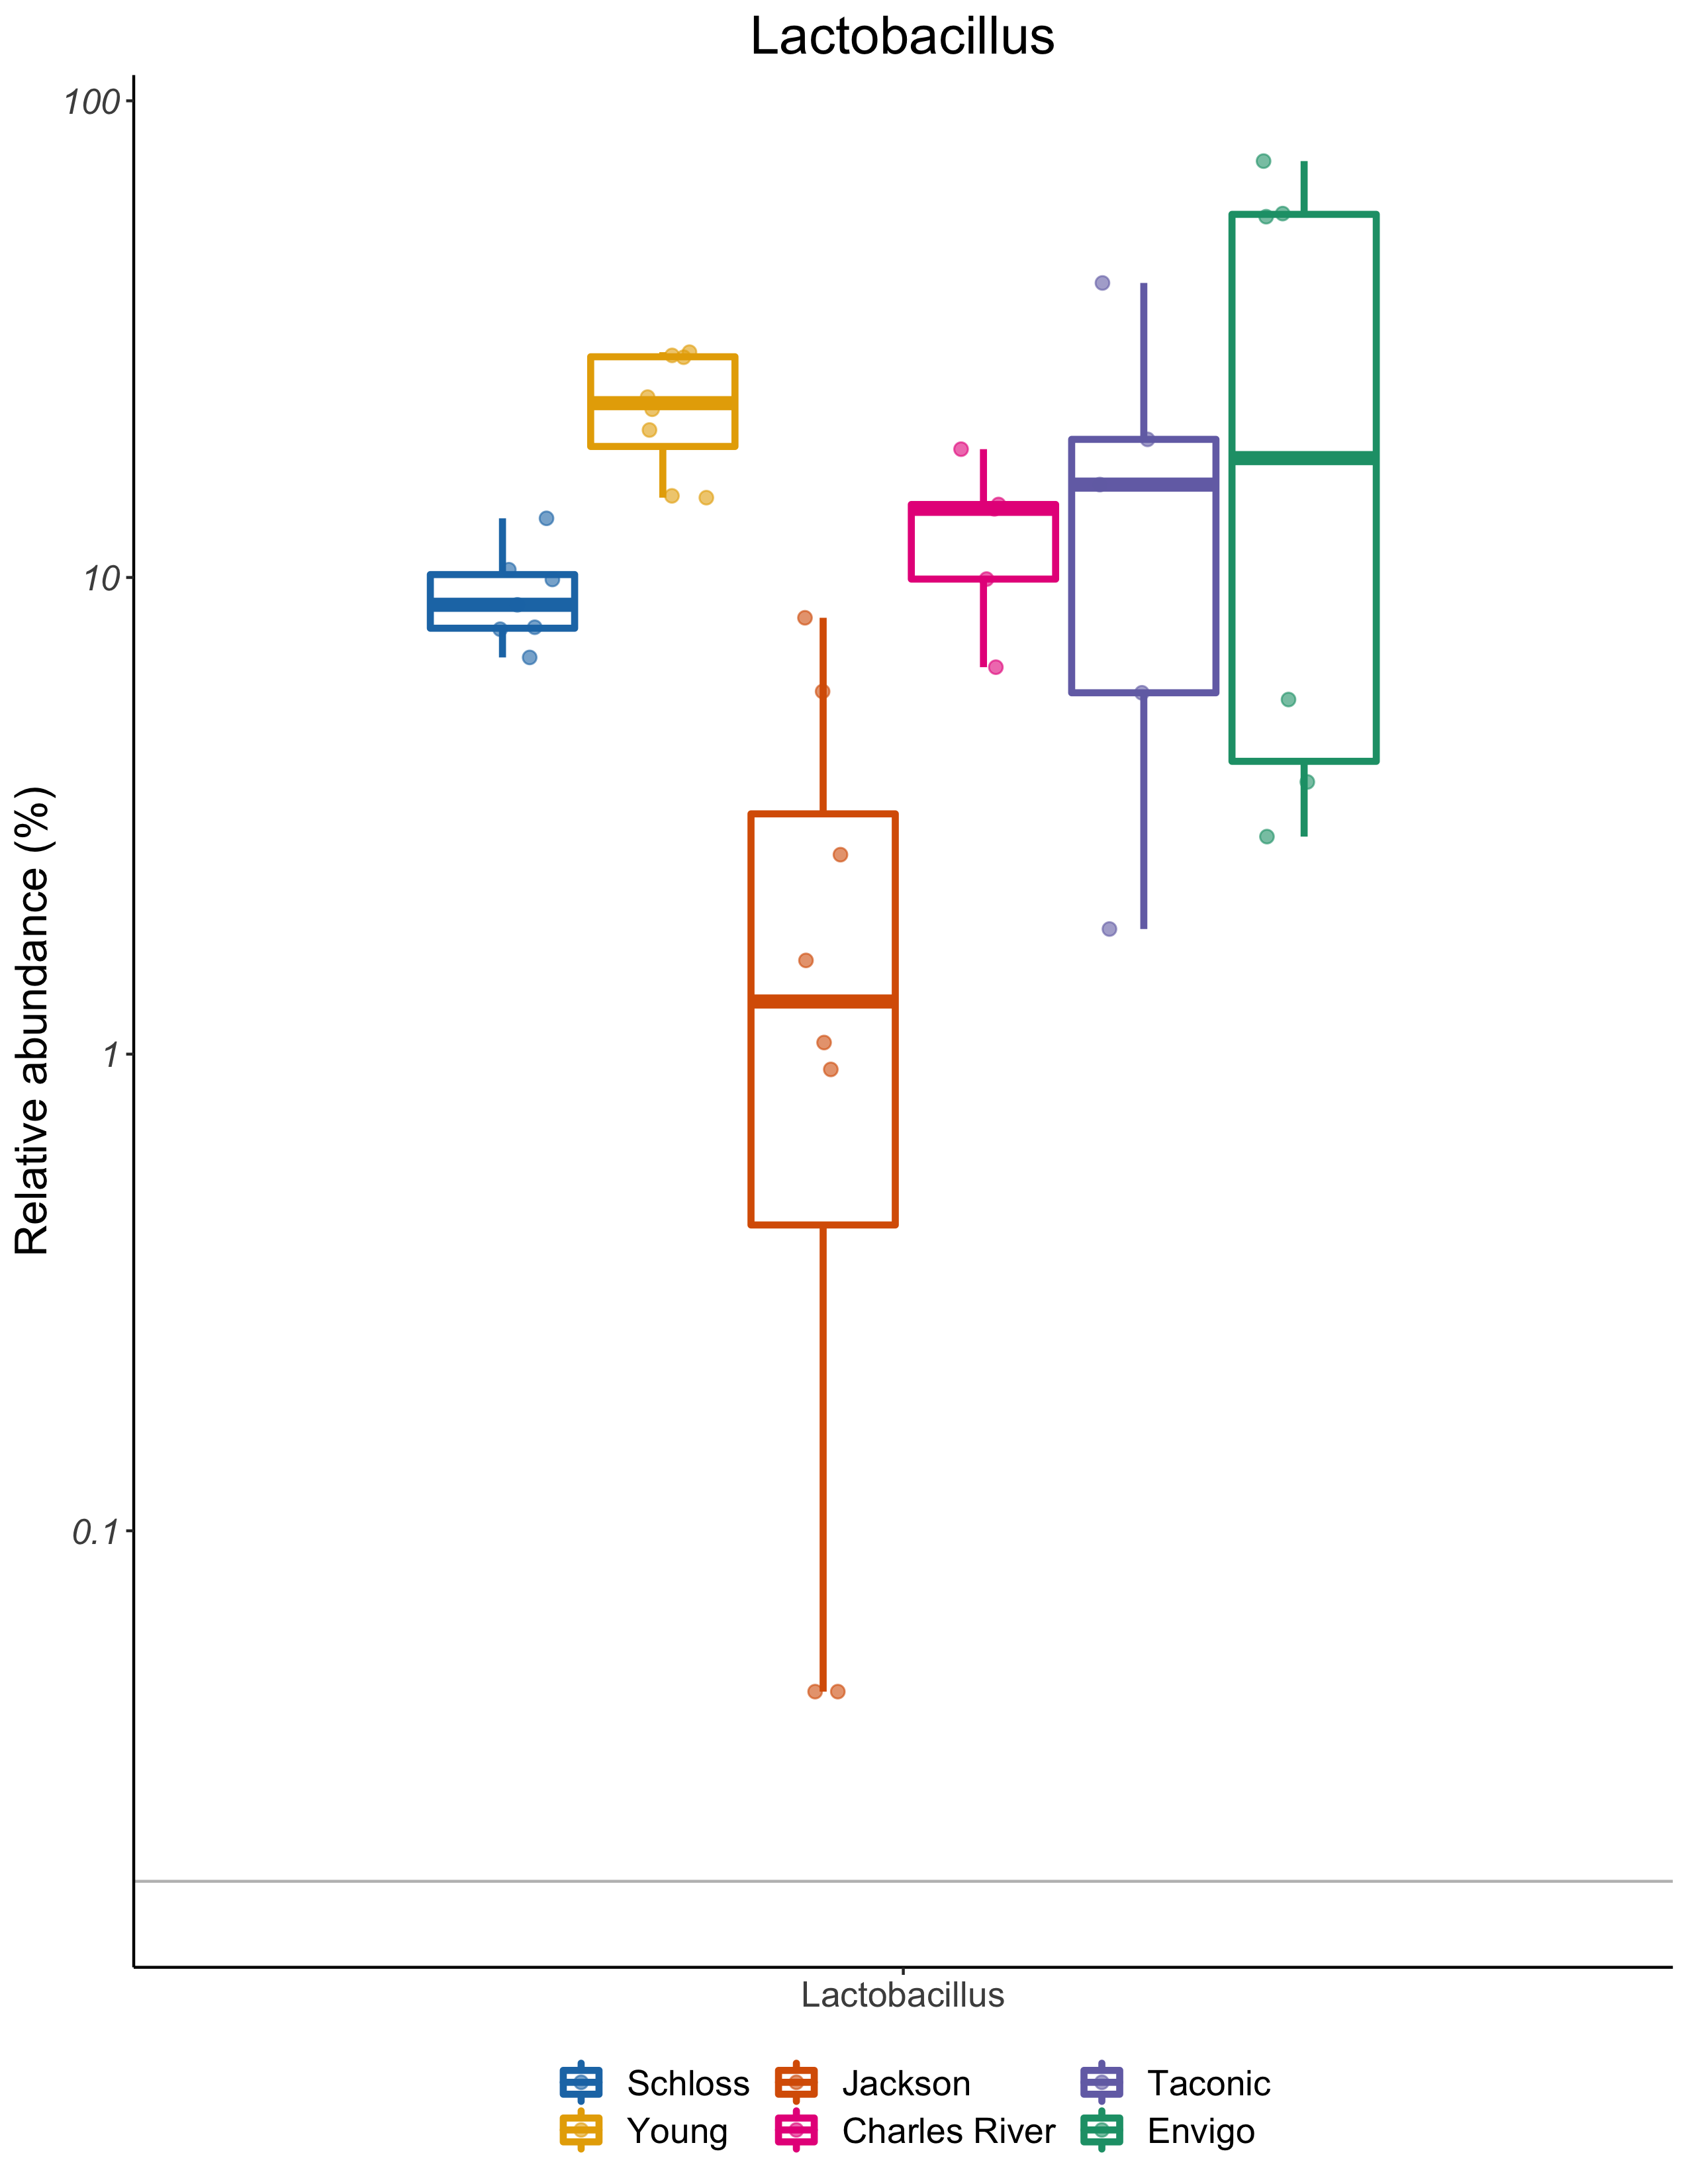 Lactobacillus
100
10
1
0.1
Relative abundance (%)
Lactobacillus
Schloss Jackson Taconic
Young Charles River Envigo